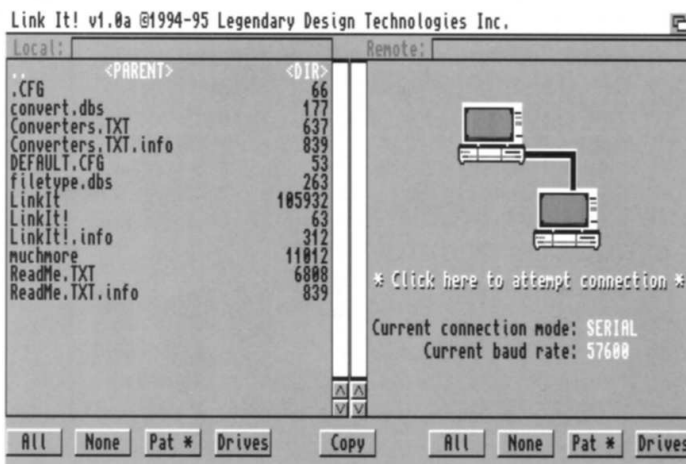 Link It! v1.0a ©1994-95 Legendary Design Technologies Inc.
Local:
Remote:
.. <PARENT> <DIR>
.CFG 66
convert.dbs 177
Converters.TXT 637
Converters.TXT.info 839
DEFAULT.CFG 53
filetype.dbs 263
LinkIt 105932
LinkIt! 63
LinkIt!.info 312
muchmore 11012
ReadMe.TXT 6808
ReadMe.TXT.info 839
* Click here to attempt connection *
Current connection mode: SERIAL
Current baud rate: 57600
All None Pat * Drives Copy All None Pat * Drives